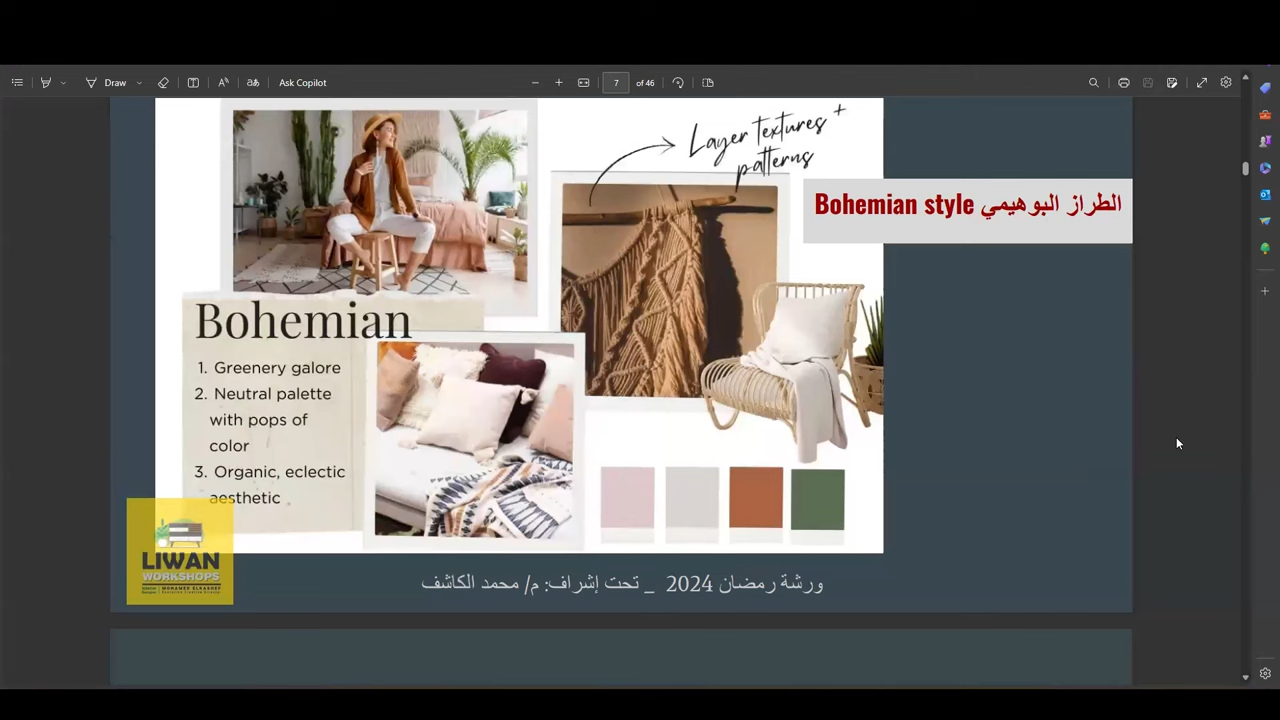 Draw
Ask Copilot
7
of 46
Layer textures +
patterns
Bohemian style الطراز البوهيمي
Bohemian
1. Greenery galore
2. Neutral palette
with pops of
color
3. Organic, eclectic
aesthetic
LIWAN
WORKSHOPS
ورشة رمضان 2024 _ تحت إشراف: م/ محمد الكاشف